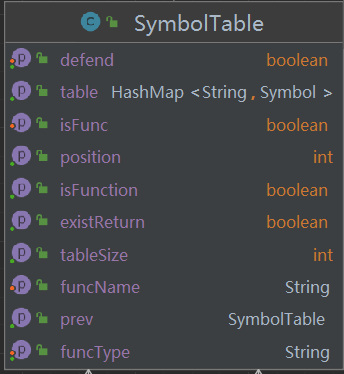 SymbolTable
defend boolean
table HashMap <String, Symbol >
isFunc boolean
position int
isFunction boolean
existReturn boolean
tableSize int
funcName String
prev SymbolTable
funcType String